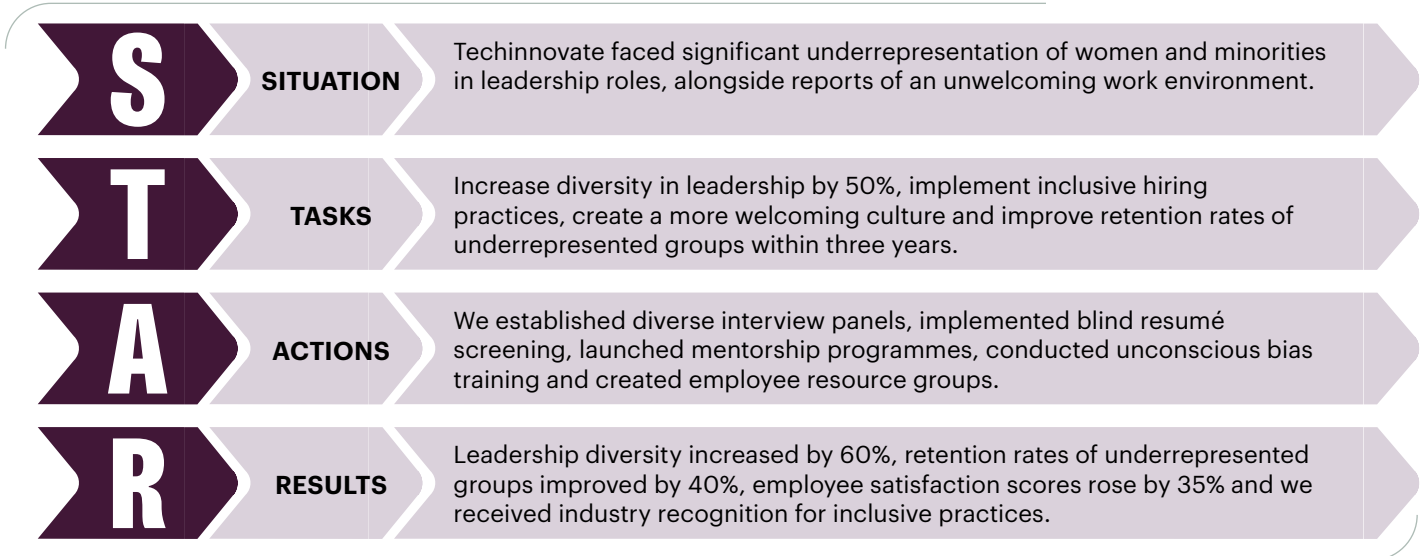 S
SITUATION
Techinnovate faced significant underrepresentation of women and minorities
in leadership roles, alongside reports of an unwelcoming work environment.
T
TASKS
Increase diversity in leadership by 50%, implement inclusive hiring
practices, create a more welcoming culture and improve retention rates of
underrepresented groups within three years.
A
ACTIONS
We established diverse interview panels, implemented blind resumé
screening, launched mentorship programmes, conducted unconscious bias
training and created employee resource groups.
R
RESULTS
Leadership diversity increased by 60%, retention rates of underrepresented
groups improved by 40%, employee satisfaction scores rose by 35% and we
received industry recognition for inclusive practices.